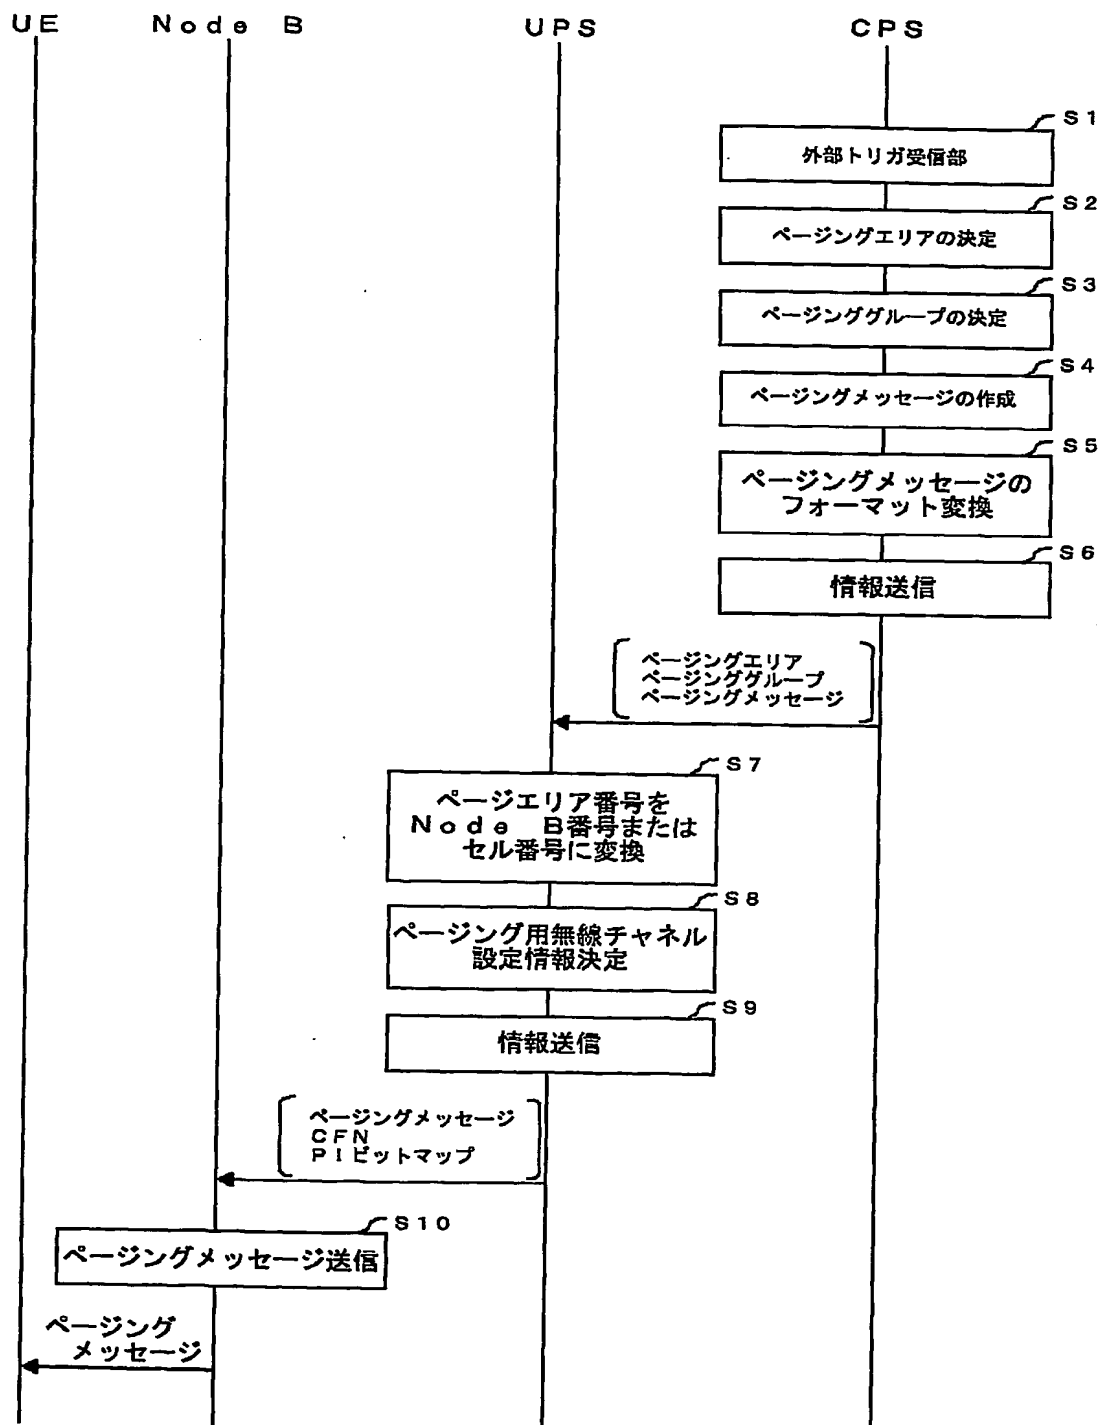 UE Node B UPS CPS
S1
外部トリガ受信部
S2
ページングエリアの決定
S3
ページンググループの決定
S4
ページングメッセージの作成
S5
ページングメッセージの
フォーマット変換
S6
情報送信
ページングエリア
ページンググループ
ページングメッセージ
S7
ページエリア番号を
Node B番号または
セル番号に変換
S8
ページング用無線チャネル
設定情報決定
S9
情報送信
ページングメッセージ
CFN
PIビットマップ
S10
ページングメッセージ送信
ページング
メッセージ